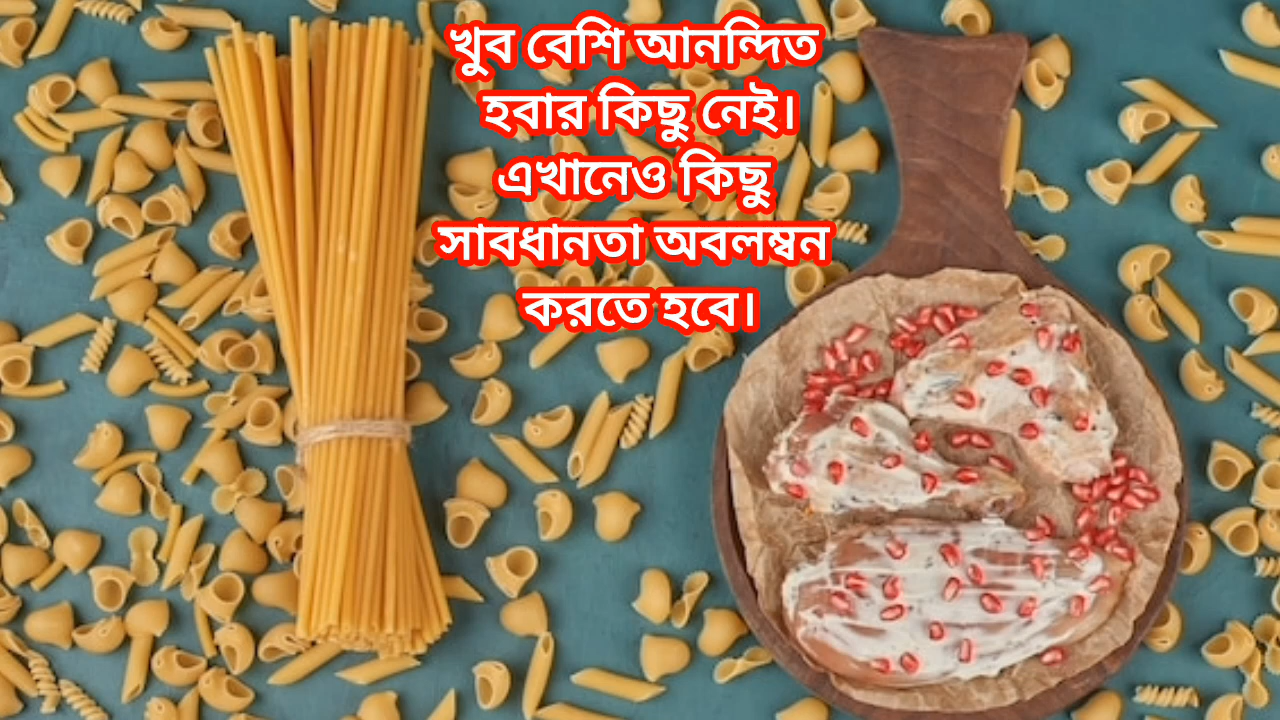 খুব বেশি আনন্দিত
হবার কিছু নেই।
এখানেও কিছু
সাবধানতা অবলম্বন
করতে হবে।